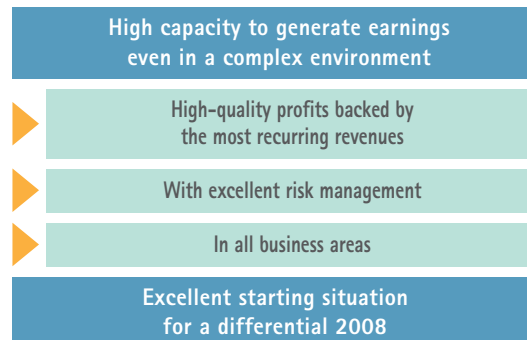 High capacity to generate earnings
even in a complex environment
High-quality profits backed by
the most recurring revenues
With excellent risk management
In all business areas
Excellent starting situation
for a differential 2008